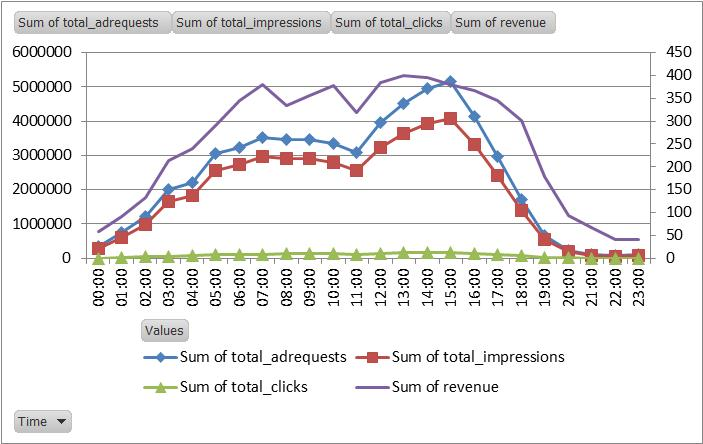 Sum of total_adrequests Sum of total_impressions Sum of total_clicks Sum of revenue
6000000 450
5000000 400
4000000 350
3000000 300
2000000 250
1000000 200
0 150
100
50
0
00:00 01:00 02:00 03:00 04:00 05:00 06:00 07:00 08:00 09:00 10:00 11:00 12:00 13:00 14:00 15:00 16:00 17:00 18:00 19:00 20:00 21:00 22:00 23:00
Values
Sum of total_adrequests Sum of total_impressions
Sum of total_clicks Sum of revenue
Time